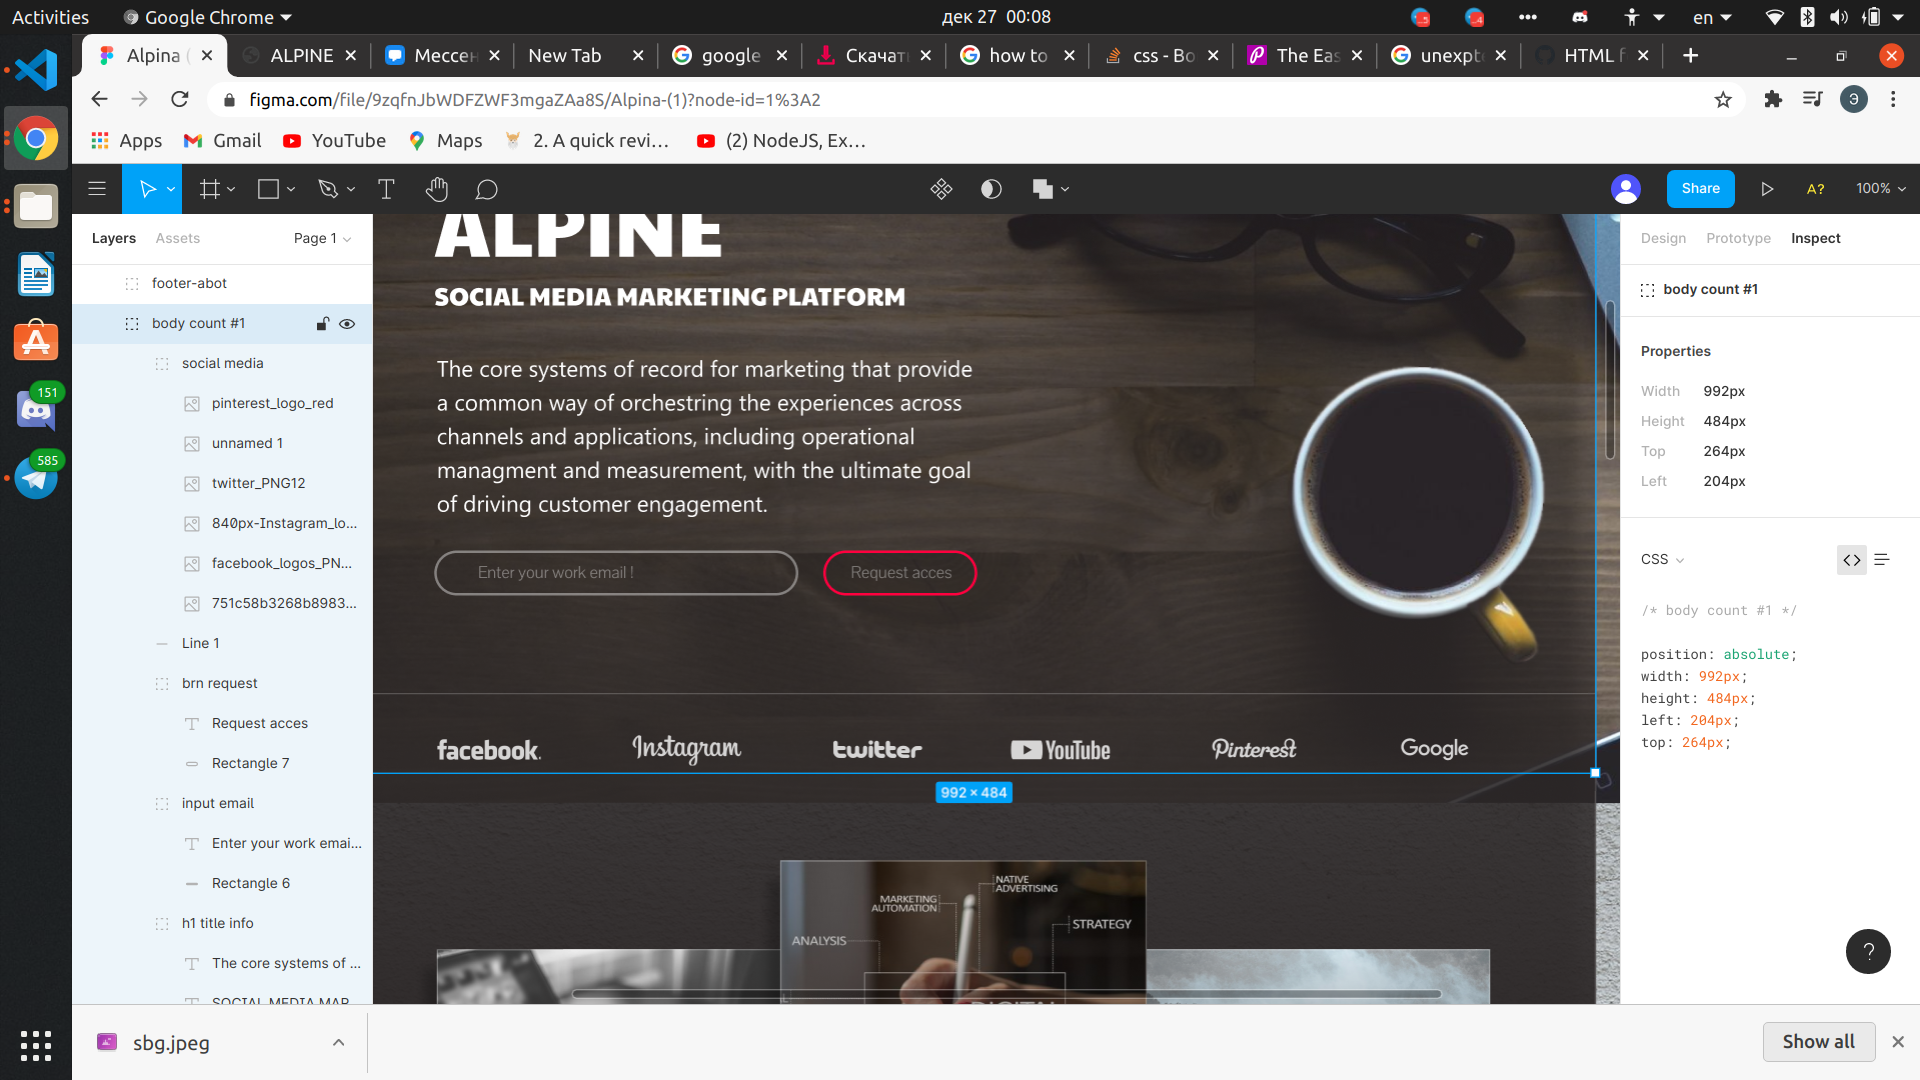 Activities
Google Chrome
дек 27 00:08
en
Alpina (
ALPINE
Мессен
New Tab
google
Скачать
how to
css - Bo
The Eas
unexpte
HTML f
figma.com/file/9zqfnJbWDFZWF3mgaZAa8S/Alpina-(1)?node-id=1%3A2
Э
Apps
Gmail
YouTube
Maps
2. A quick revi...
(2) NodeJS, Ex...
Share
A?
100%
Layers
Assets
Page 1
footer-abot
body count #1
social media
pinterest_logo_red
unnamed 1
twitter_PNG12
840px-Instagram_lo...
facebook_logos_PN...
751c58b3268b8983...
Line 1
brn request
Request acces
Rectangle 7
input email
Enter your work emai...
Rectangle 6
h1 title info
The core systems of ...
SOCIAL MEDIA MAR
151
585
ALPINE
SOCIAL MEDIA MARKETING PLATFORM
The core systems of record for marketing that provide
a common way of orchestring the experiences across
channels and applications, including operational
managment and measurement, with the ultimate goal
of driving customer engagement.
Enter your work email !
Request acces
facebook.
Instagram
twitter
YouTube
Pinterest
Google
992 × 484
NATIVE
ADVERTISING
MARKETING
AUTOMATION
STRATEGY
ANALYSIS
DIGITAL
Design
Prototype
Inspect
body count #1
Properties
Width 992px
Height 484px
Top 264px
Left 204px
CSS
/* body count #1 */
position: absolute;
width: 992px;
height: 484px;
left: 204px;
top: 264px;
?
sbg.jpeg
Show all